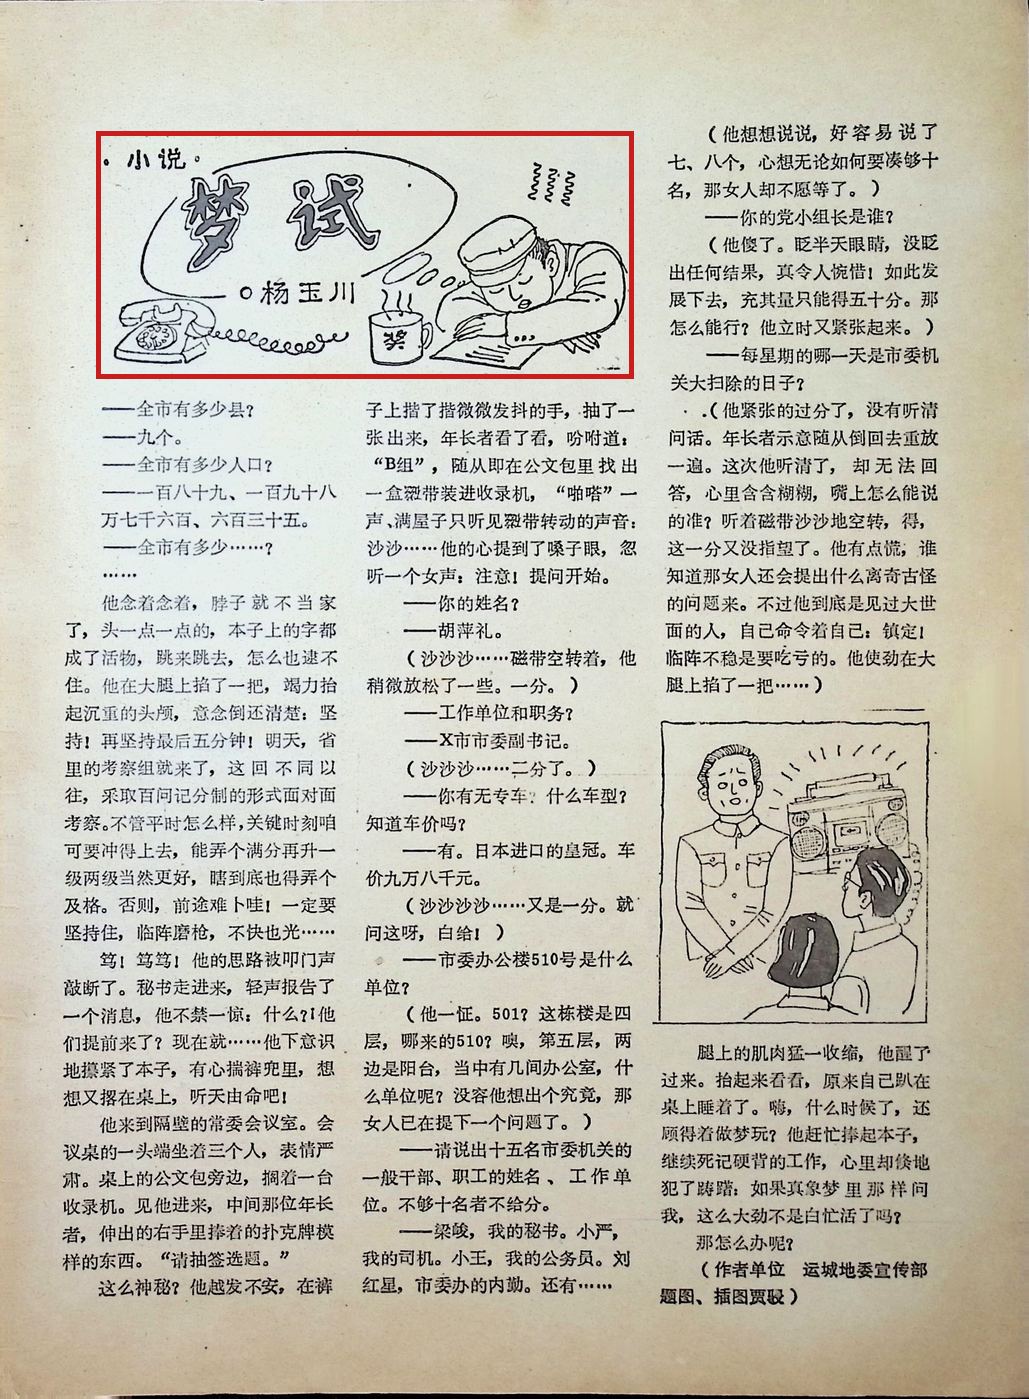 ·小说·
梦试
○杨玉川
奖
——全市有多少县？
——九个。
——全市有多少人口？
——一百八十九、一百九十八
万七千六百、六百三十五。
——全市有多少……？
……
他念着念着，脖子就不当家
了，头一点一点的，本子上的字都
成了活物，跳来跳去，怎么也逮不
住。他在大腿上掐了一把，竭力抬
起沉重的头颅，意念倒还清楚：坚
持！再坚持最后五分钟！明天，省
里的考察组就来了，这回不同以
往，采取百问记分制的形式面对面
考察。不管平时怎么样，关键时刻咱
可要冲得上去，能弄个满分再升一
级两级当然更好，瞎到底也得弄个
及格。否则，前途难卜哇！一定要
坚持住，临阵磨枪，不快也光……
笃！笃笃！他的思路被叩门声
敲断了。秘书走进来，轻声报告了
一个消息，他不禁一惊：什么？！他
们提前来了？现在就……他下意识
地攥紧了本子，有心揣裤兜里，想
想又撂在桌上，听天由命吧！
他来到隔壁的常委会议室。会
议桌的一头端坐着三个人，表情严
肃。桌上的公文包旁边，搁着一台
收录机。见他进来，中间那位年长
者，伸出的右手里捧着的扑克牌模
样的东西。“请抽签选题。”
这么神秘？他越发不安，在裤
子上揩了揩微微发抖的手，抽了一
张出来，年长者看了看，吩咐道：
“B组”，随从即在公文包里找出
一盒磁带装进收录机，“啪嗒”一
声、满屋子只听见磁带转动的声音：
沙沙……他的心提到了嗓子眼，忽
听一个女声：注意！提问开始。
——你的姓名？
——胡萍礼。
（沙沙沙……磁带空转着，他
稍微放松了一些。一分。）
——工作单位和职务？
——X市市委副书记。
（沙沙沙……二分了。）
——你有无专车？什么车型？
知道车价吗？
——有。日本进口的皇冠。车
价九万八千元。
（沙沙沙沙……又是一分。就
问这呀，白给！）
——市委办公楼510号是什么
单位？
（他一怔。501？这栋楼是四
层，哪来的510？噢，第五层，两
边是阳台，当中有几间办公室，什
么单位呢？没容他想出个究竟，那
女人已在提下一个问题了。）
——请说出十五名市委机关的
一般干部、职工的姓名、工作单
位。不够十名者不给分。
——梁峻，我的秘书。小严，
我的司机。小王，我的公务员。刘
红星，市委办的内勤。还有……
（他想想说说，好容易说了
七、八个，心想无论如何要凑够十
名，那女人却不愿等了。）
——你的党小组长是谁？
（他傻了。眨半天眼睛，没眨
出任何结果，真令人惋惜！如此发
展下去，充其量只能得五十分。那
怎么能行？他立时又紧张起来。）
——每星期的哪一天是市委机
关大扫除的日子？
（他紧张的过分了，没有听清
问话。年长者示意随从倒回去重放
一遍。这次他听清了，却无法回
答，心里含含糊糊，嘴上怎么能说
的准？听着磁带沙沙地空转，得，
这一分又没指望了。他有点慌，谁
知道那女人还会提出什么离奇古怪
的问题来。不过他到底是见过大世
面的人，自己命令着自己：镇定！
临阵不稳是要吃亏的。他使劲在大
腿上掐了一把……）
腿上的肌肉猛一收缩，他醒了
过来。抬起来看看，原来自己趴在
桌上睡着了。嗨，什么时候了，还
顾得着做梦玩？他赶忙捧起本子，
继续死记硬背的工作，心里却倏地
犯了踌躇：如果真象梦里那样问
我，这么大劲不是白忙活了吗？
那怎么办呢？
（作者单位　运城地委宣传部
题图、插图贾）